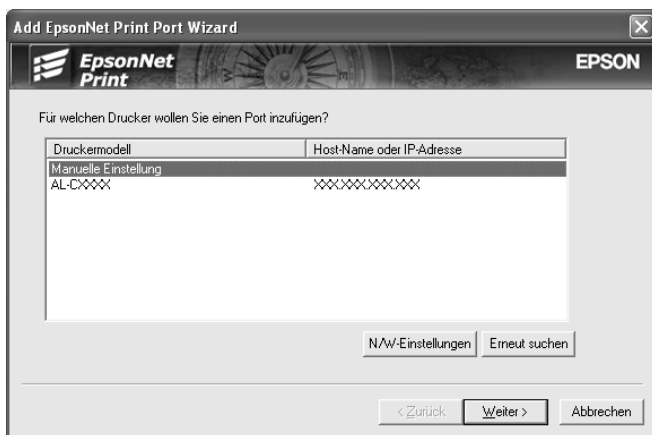 Add EpsonNet Print Port Wizard
EpsonNet
Print
EPSON
Für welchen Drucker wollen Sie einen Port inzufügen?
Druckermodell Host-Name oder IP-Adresse
Manuelle Einstellung
AL-CXXXX XXX.XXX.XXX.XXX
N/W-Einstellungen Erneut suchen
< Zurück Weiter > Abbrechen